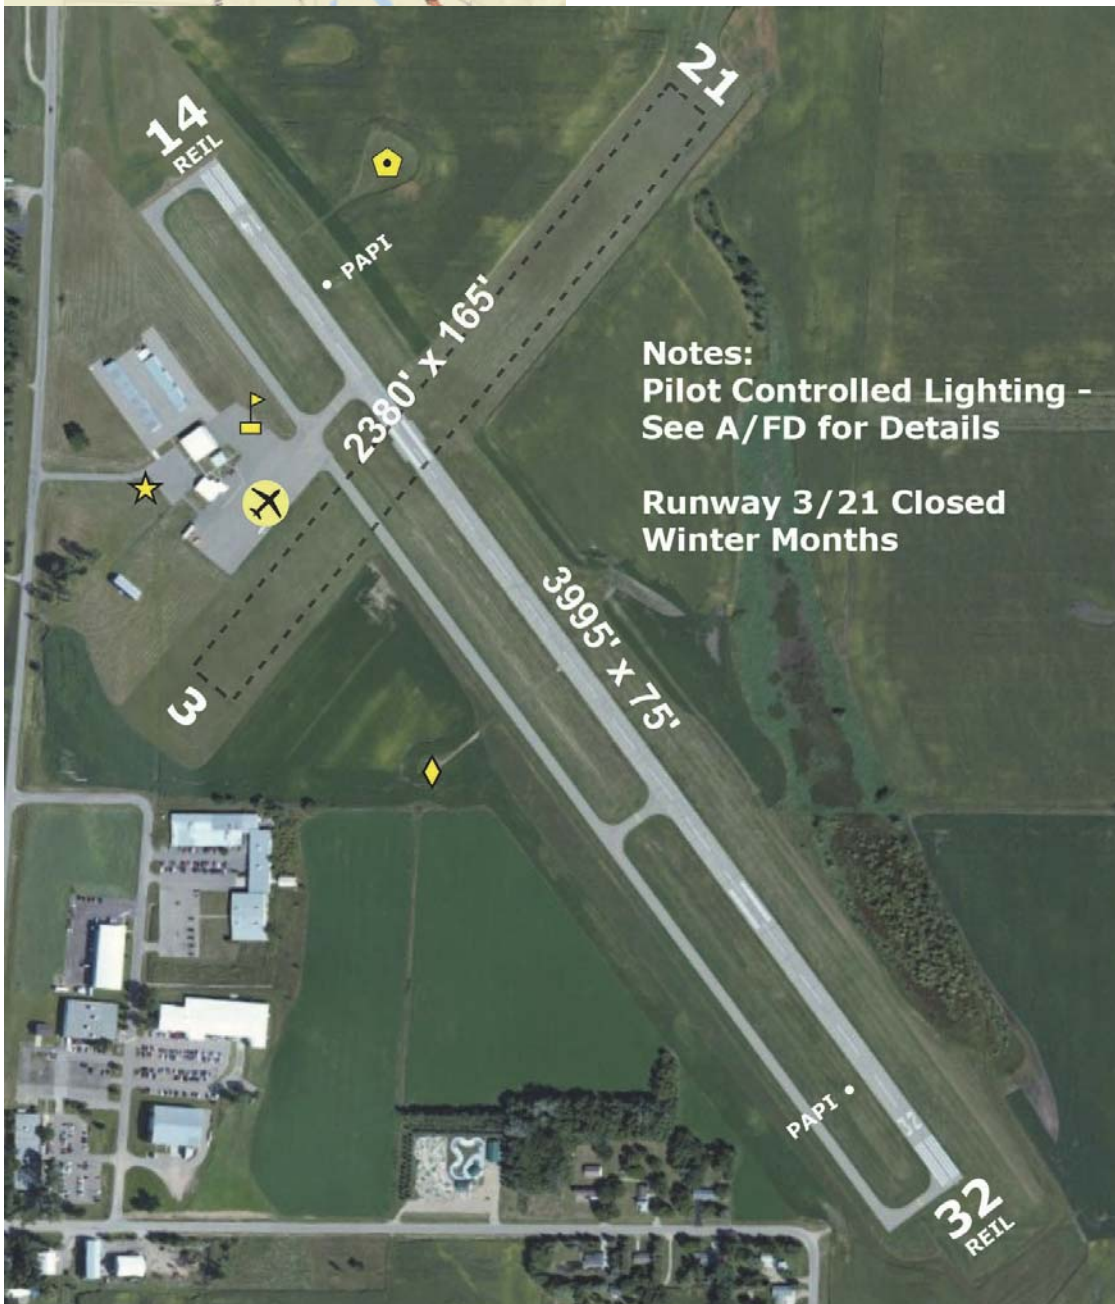 21
14
REIL
PAPI
2380' x 165'
Notes:
Pilot Controlled Lighting -
See A/FD for Details
Runway 3/21 Closed
Winter Months
3995' x 75'
3
PAPI
32
32
REIL